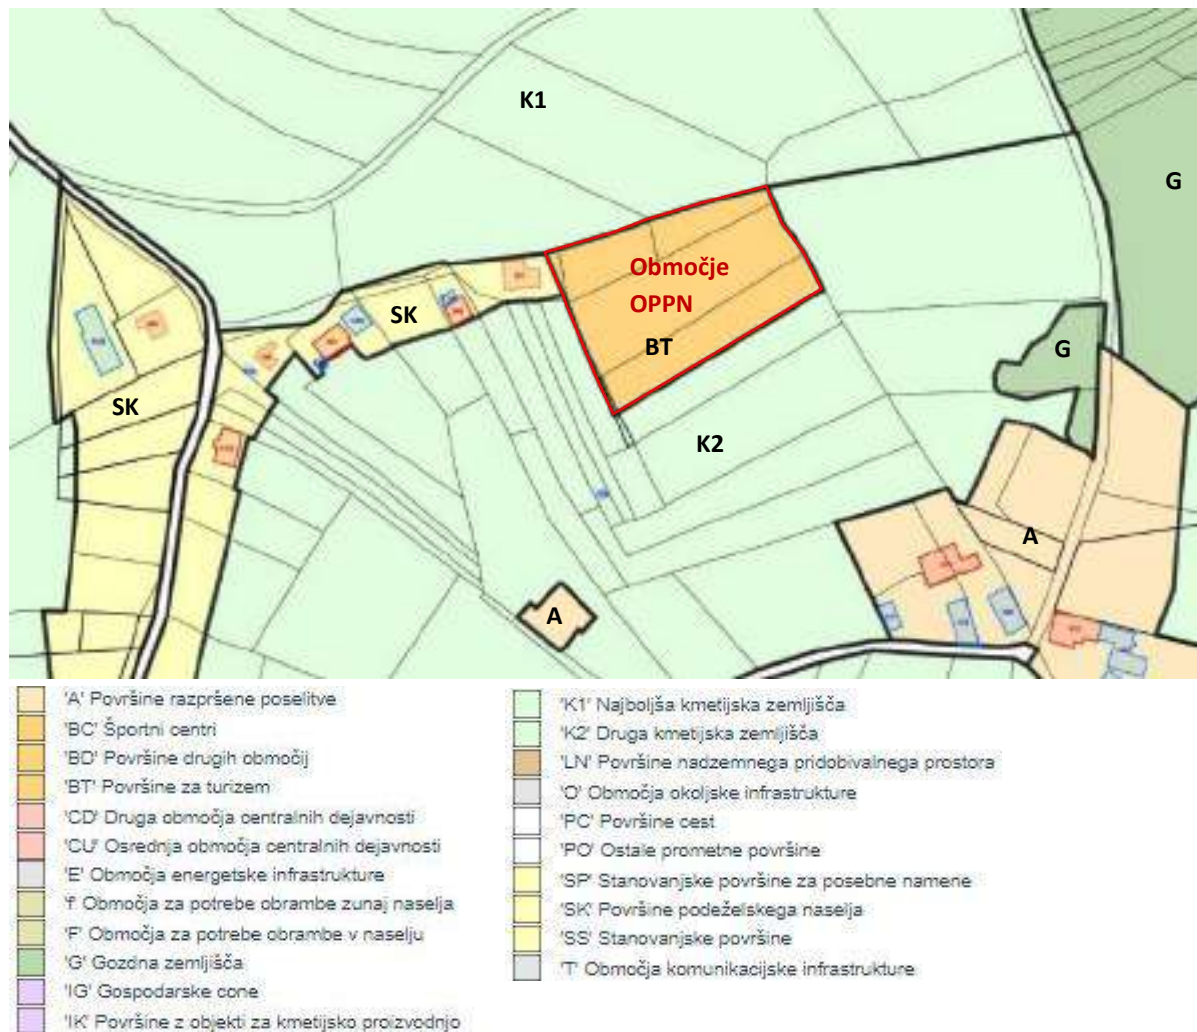 K1
G
Območje
OPPN
SK
BT
G
SK
K2
A
A
'A' Površine razpršene poselitve
'BC' Športni centri
'BD' Površine drugih območij
'BT' Površine za turizem
'CD' Druga območja centralnih dejavnosti
'CU' Osrednja območja centralnih dejavnosti
'E' Območja energetske infrastrukture
'f' Območja za potrebe obrambe zunaj naselja
'F' Območja za potrebe obrambe v naselju
'G' Gozdna zemljišča
'IG' Gospodarske cone
'IK' Površine z objekti za kmetijsko proizvodnjo
'K1' Najboljša kmetijska zemljišča
'K2' Druga kmetijska zemljišča
'LN' Površine nadzemnega pridobivalnega prostora
'O' Območja okoljske infrastrukture
'PC' Površine cest
'PO' Ostale prometne površine
'SP' Stanovanjske površine za posebne namene
'SK' Površine podeželskega naselja
'SS' Stanovanjske površine
'T' Območja komunikacijske infrastrukture